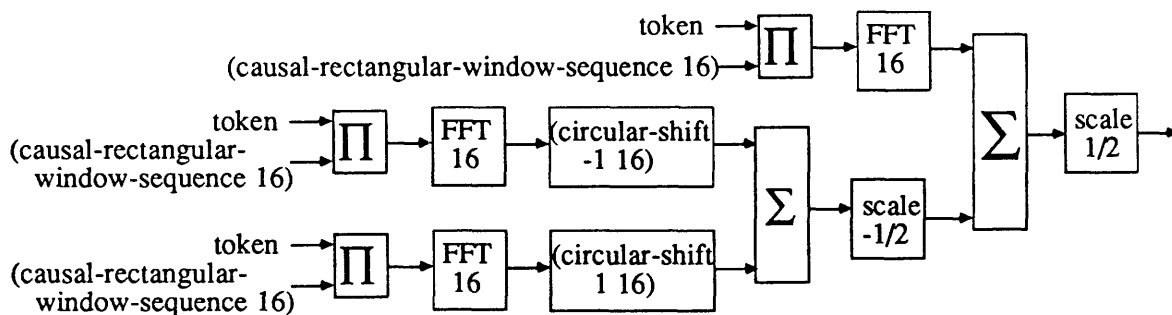 token
(causal-rectangular-window-sequence 16)
∏
FFT
16
token
(causal-rectangular-
window-sequence 16)
∏
FFT
16
(circular-shift
-1 16)
Σ
scale
-1/2
Σ
scale
1/2
token
(causal-rectangular-
window-sequence 16)
∏
FFT
16
(circular-shift
1 16)